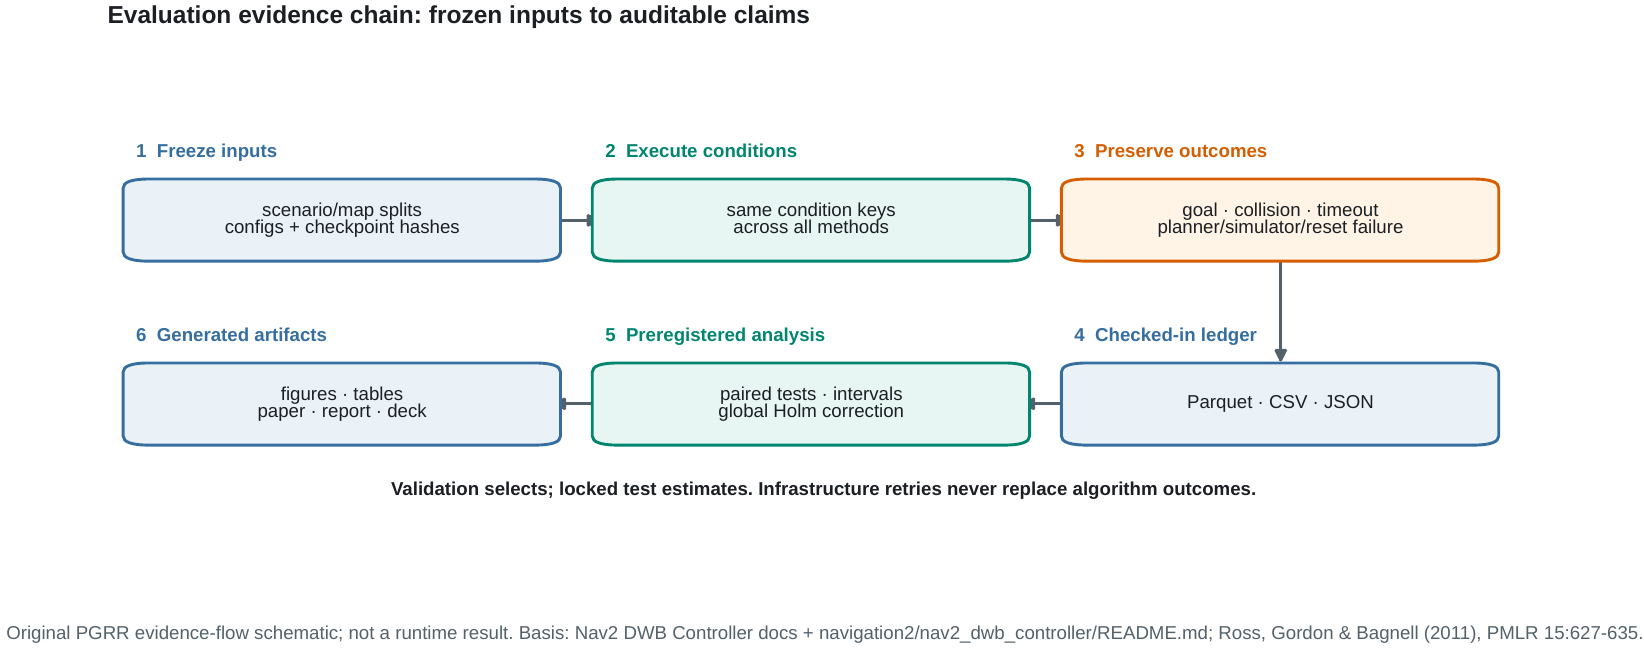 Evaluation evidence chain: frozen inputs to auditable claims
1 Freeze inputs
scenario/map splits
configs + checkpoint hashes
2 Execute conditions
same condition keys
across all methods
3 Preserve outcomes
goal · collision · timeout
planner/simulator/reset failure
4 Checked-in ledger
Parquet · CSV · JSON
5 Preregistered analysis
paired tests · intervals
global Holm correction
6 Generated artifacts
figures · tables
paper · report · deck
Validation selects; locked test estimates. Infrastructure retries never replace algorithm outcomes.
Original PGRR evidence-flow schematic; not a runtime result. Basis: Nav2 DWB Controller docs + navigation2/nav2_dwb_controller/README.md; Ross, Gordon & Bagnell (2011), PMLR 15:627-635.